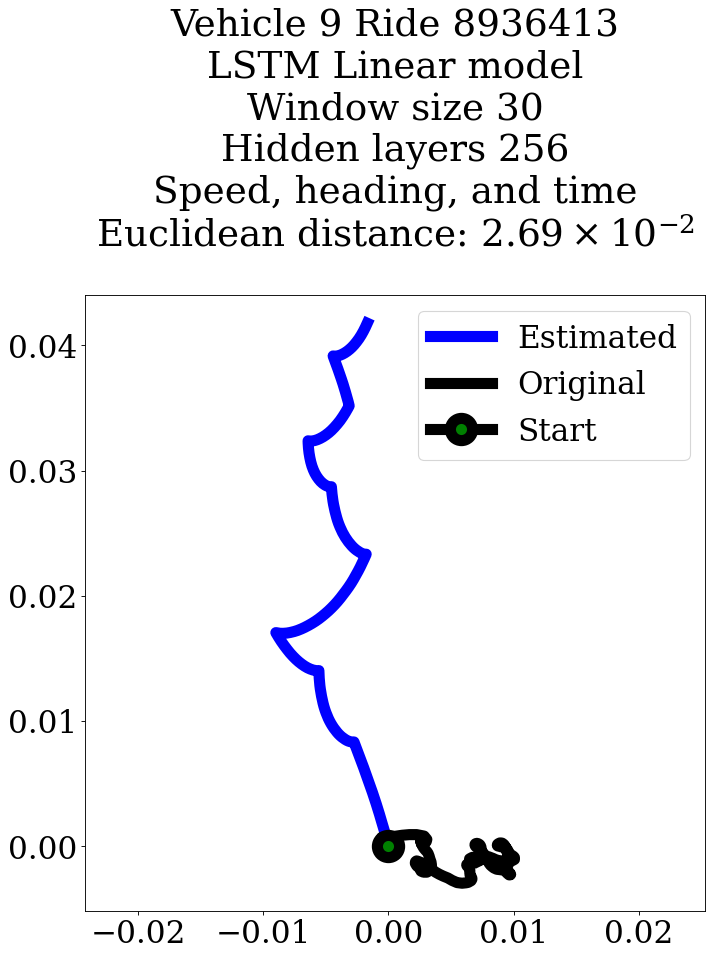 Vehicle 9 Ride 8936413
LSTM Linear model
Window size 30
Hidden layers 256
Speed, heading, and time
Euclidean distance: 2.69 × 10⁻²
Estimated
Original
Start
0.04
0.03
0.02
0.01
0.00
−0.02 −0.01 0.00 0.01 0.02